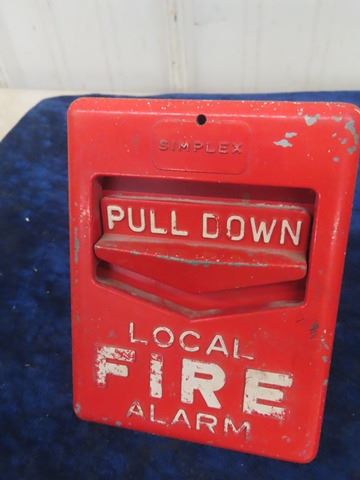 SIMPLEX
PULL DOWN
LOCAL
FIRE
ALARM